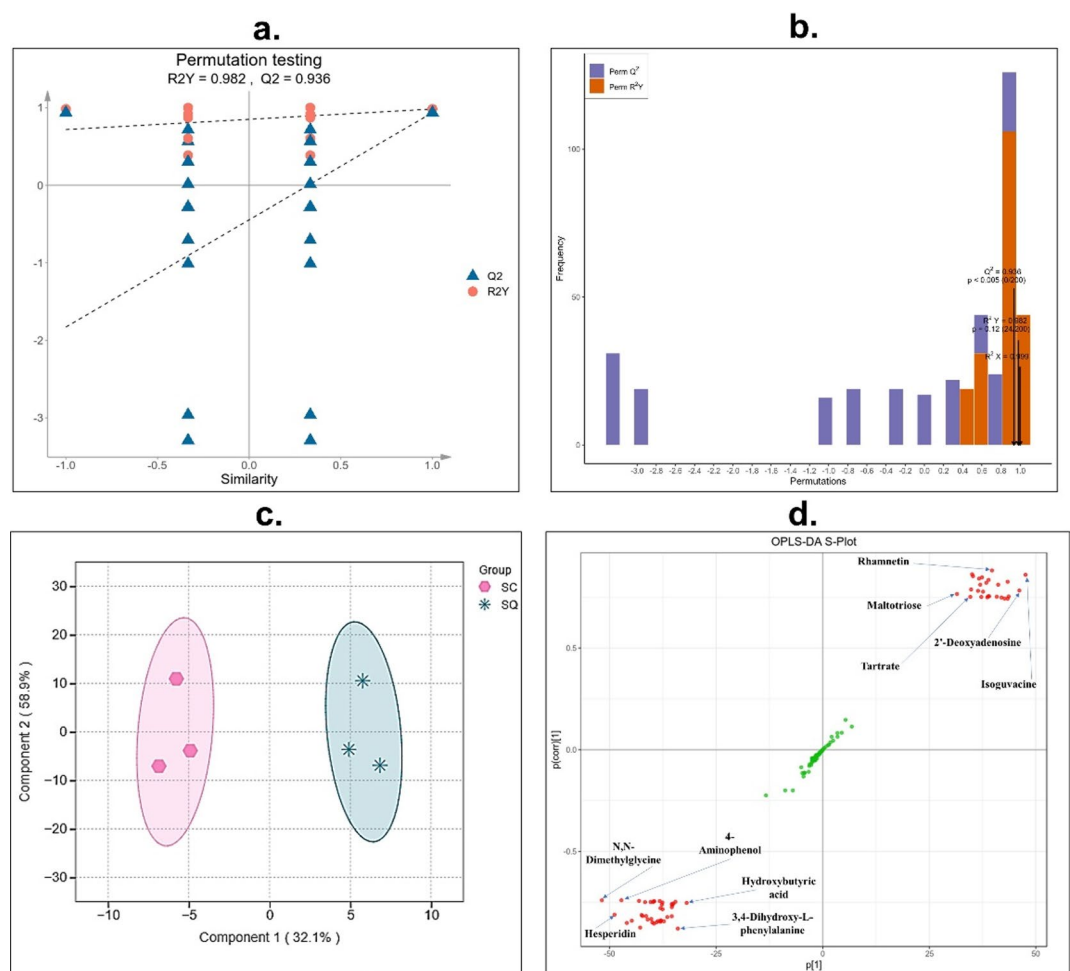 a.
Permutation testing
R2Y = 0.982 , Q2 = 0.936
1
0
-1
-2
-3
-1.0
-0.5
0.0
0.5
1.0
Similarity
Q2
R2Y
b.
Perm Q²
Perm R²Y
Frequency
100
50
0
Q² = 0.936
p < 0.005 (0/200)
R² Y = 0.982
p = 0.12 (24/200)
R² X = 0.999
-3.0 -2.8 -2.6 -2.4 -2.2 -2.0 -1.8 -1.6 -1.4 -1.2 -1.0 -0.8 -0.6 -0.4 -0.2 0.0 0.2 0.4 0.6 0.8 1.0
Permutations
c.
Group
SC
SQ
Component 2 ( 58.9% )
30
20
10
0
−10
−20
−30
−10
−5
0
5
10
Component 1 ( 32.1% )
d.
OPLS-DA S-Plot
Rhamnetin
Maltotriose
2'-Deoxyadenosine
Tartrate
Isoguvacine
p(corr)[1]
0.5
0.0
-0.5
N,N-
Dimethylglycine
4-
Aminophenol
Hydroxybutyric
acid
Hesperidin
3,4-Dihydroxy-L-
phenylalanine
-50
-25
0
25
50
p[1]